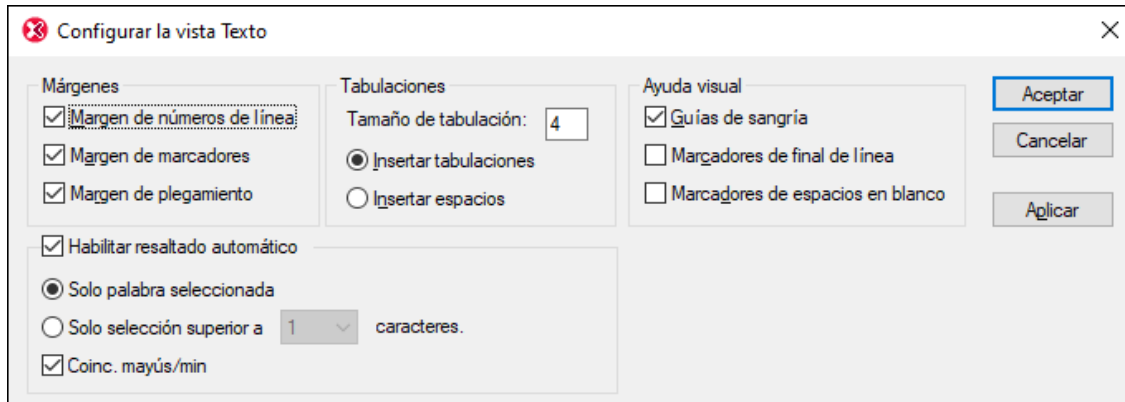 Configurar la vista Texto
Márgenes
Margen de números de línea
Margen de marcadores
Margen de plegamiento
Tabulaciones
Tamaño de tabulación: 4
Insertar tabulaciones
Insertar espacios
Ayuda visual
Guías de sangría
Marcadores de final de línea
Marcadores de espacios en blanco
Aceptar
Cancelar
Aplicar
Habilitar resaltado automático
Solo palabra seleccionada
Solo selección superior a 1 caracteres.
Coinc. mayús/min